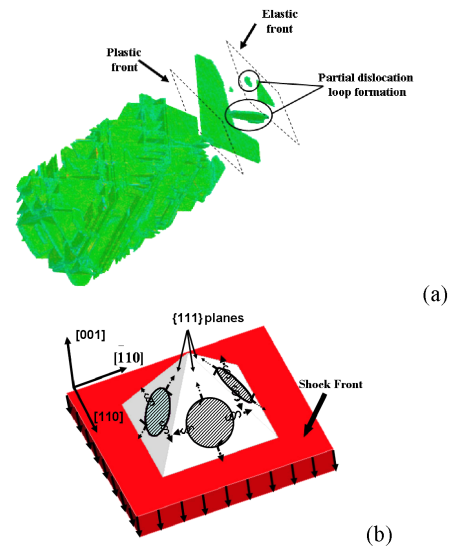 Elastic
front
Plastic
front
Partial dislocation
loop formation
(a)
{111} planes
[001]
[110]
[110]
Shock Front
S
S
S
S
(b)